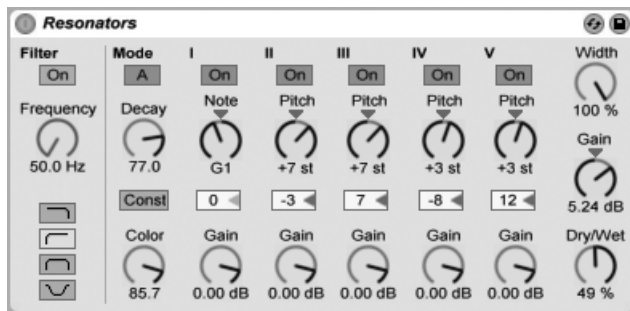 Resonators
Filter Mode I II III IV V Width
On A On On On On On
100 %
Frequency Decay Note Pitch Pitch Pitch Pitch
Gain
50.0 Hz 77.0 G1 +7 st +7 st +3 st +3 st
Const 0 -3 7 -8 12 5.24 dB
Color Gain Gain Gain Gain Gain Dry/Wet
85.7 0.00 dB 0.00 dB 0.00 dB 0.00 dB 0.00 dB 49 %